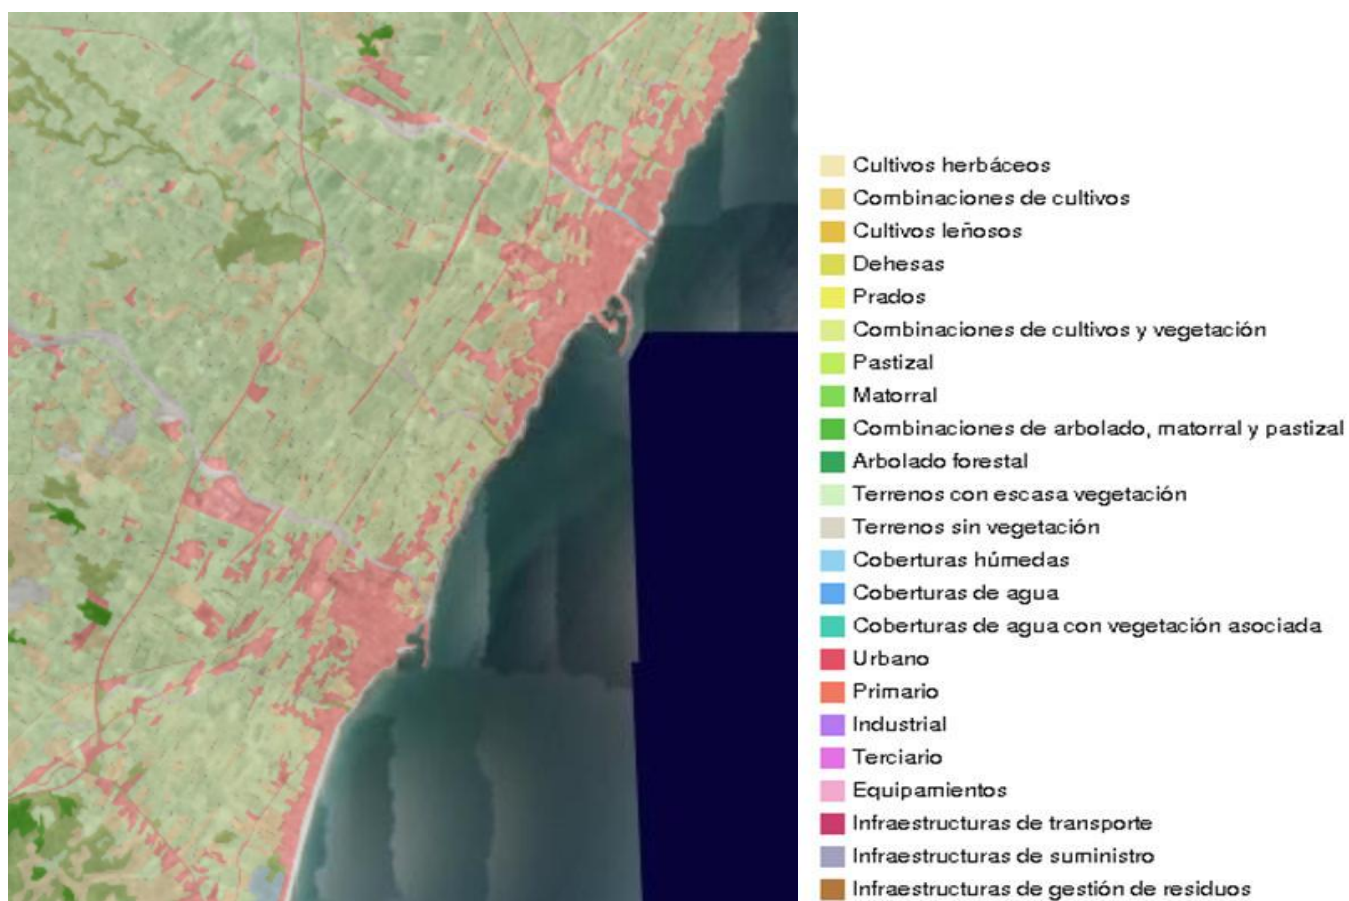 Cultivos herbáceos
Combinaciones de cultivos
Cultivos leñosos
Dehesas
Prados
Combinaciones de cultivos y vegetación
Pastizal
Matorral
Combinaciones de arbolado, matorral y pastizal
Arbolado forestal
Terrenos con escasa vegetación
Terrenos sin vegetación
Coberturas húmedas
Coberturas de agua
Coberturas de agua con vegetación asociada
Urbano
Primario
Industrial
Terciario
Equipamientos
Infraestructuras de transporte
Infraestructuras de suministro
Infraestructuras de gestión de residuos